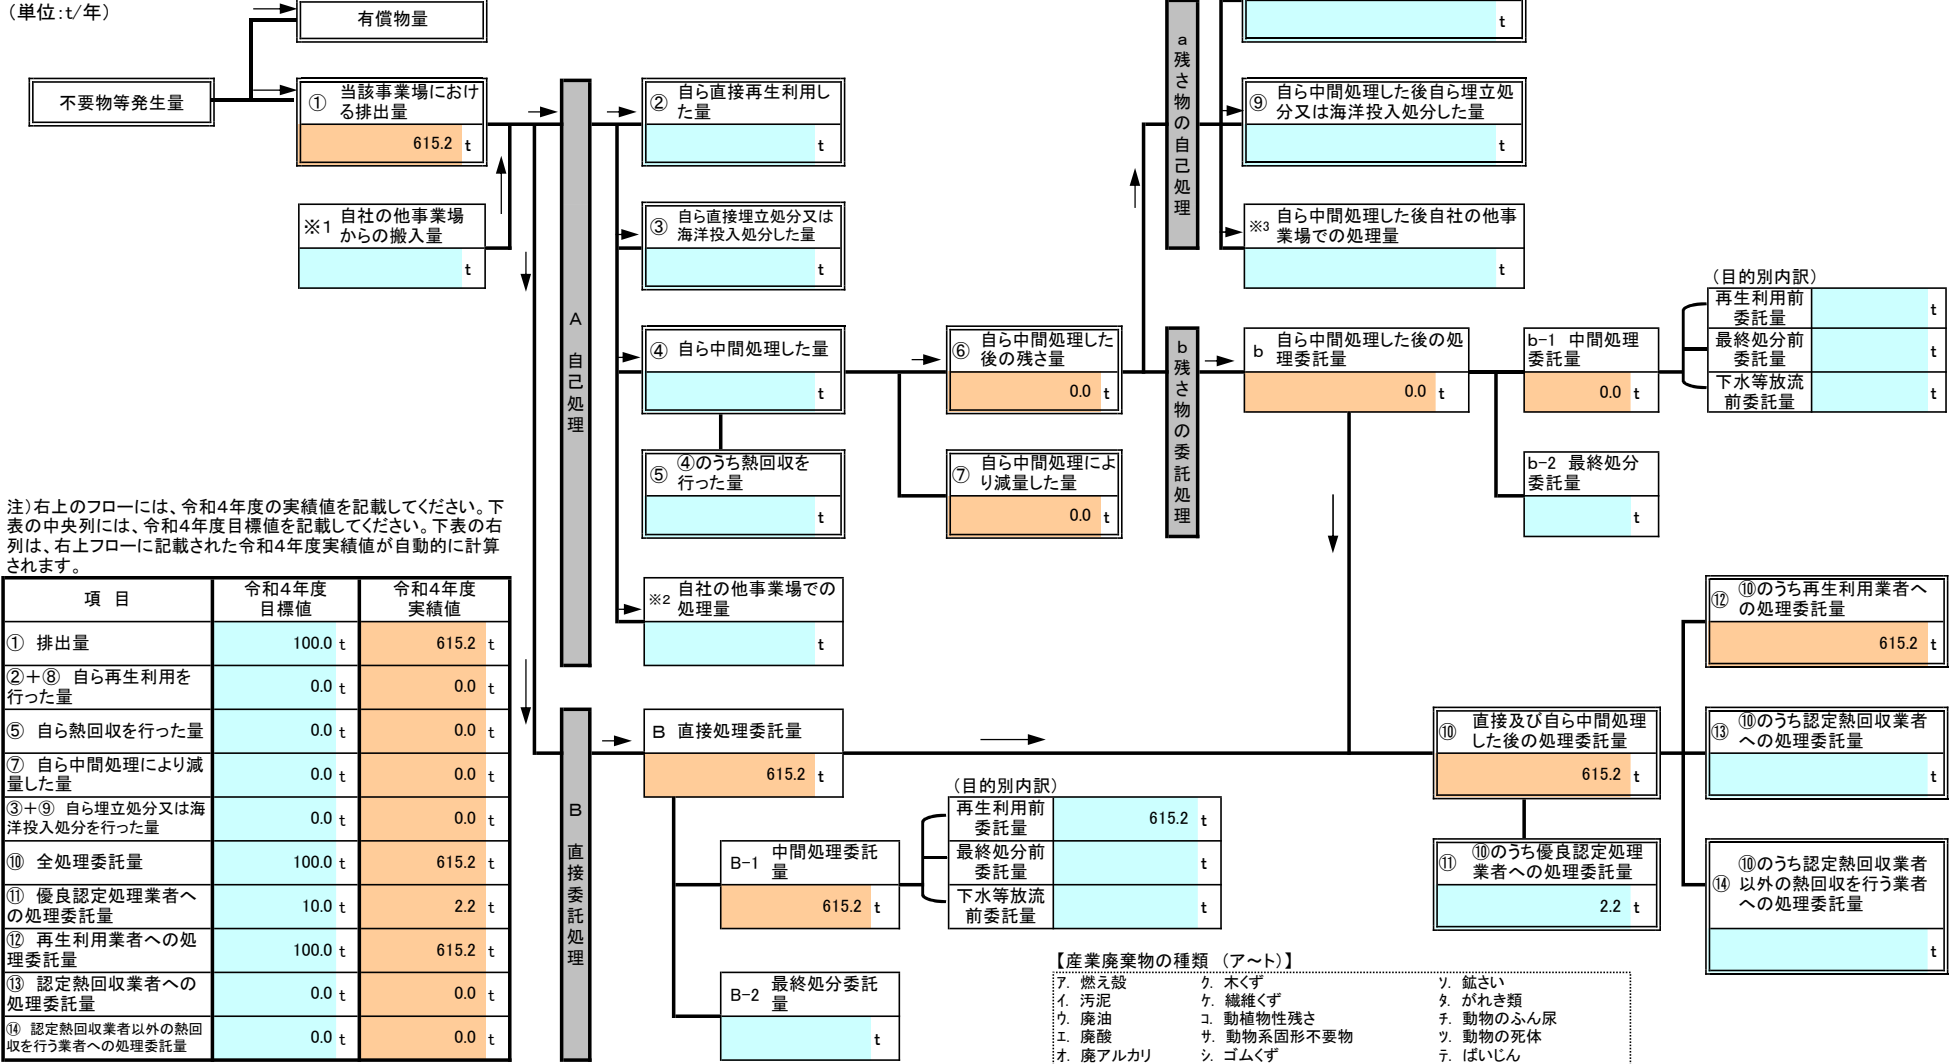 (単位:t/年)
有償物量
不要物等発生量
① 当該事業場におけ
る排出量
615.2 t
※1 自社の他事業場
からの搬入量
t
A 自己処理
② 自ら直接再生利用し
た量
t
③ 自ら直接埋立処分又は
海洋投入処分した量
t
④ 自ら中間処理した量
t
⑤ ④のうち熱回収を
行った量
t
※2 自社の他事業場での
処理量
t
⑥ 自ら中間処理した
後の残さ量
0.0 t
⑦ 自ら中間処理によ
り減量した量
0.0 t
a残さ物の自己処理
t
⑨ 自ら中間処理した後自ら埋立処
分又は海洋投入処分した量
t
※3 自ら中間処理した後自社の他事
業場での処理量
t
b残さ物の委託処理
b 自ら中間処理した後の処
理委託量
0.0 t
b-1 中間処理
委託量
0.0 t
b-2 最終処分
委託量
t
(目的別内訳)
再生利用前
委託量
t
最終処分前
委託量
t
下水等放流
前委託量
t
注)右上のフローには、令和4年度の実績値を記載してください。下
表の中央列には、令和4年度目標値を記載してください。下表の右
列は、右上フローに記載された令和4年度実績値が自動的に計算
されます。
項 目
令和4年度
目標値
令和4年度
実績値
① 排出量
100.0 t
615.2 t
②+⑧ 自ら再生利用を
行った量
0.0 t
0.0 t
⑤ 自ら熱回収を行った量
0.0 t
0.0 t
⑦ 自ら中間処理により減
量した量
0.0 t
0.0 t
③+⑨ 自ら埋立処分又は海
洋投入処分を行った量
0.0 t
0.0 t
⑩ 全処理委託量
100.0 t
615.2 t
⑪ 優良認定処理業者へ
の処理委託量
10.0 t
2.2 t
⑫ 再生利用業者への処
理委託量
100.0 t
615.2 t
⑬ 認定熱回収業者への
処理委託量
0.0 t
0.0 t
⑭ 認定熱回収業者以外の熱回
収を行う業者への処理委託量
0.0 t
0.0 t
B 直接委託処理
B 直接処理委託量
615.2 t
B-1 中間処理委託
量
615.2 t
B-2 最終処分委託
量
t
(目的別内訳)
再生利用前
委託量
615.2 t
最終処分前
委託量
t
下水等放流
前委託量
t
⑩ 直接及び自ら中間処理
した後の処理委託量
615.2 t
⑪ ⑩のうち優良認定処理
業者への処理委託量
2.2 t
⑫ ⑩のうち再生利用業者へ
の処理委託量
615.2 t
⑬ ⑩のうち認定熱回収業者
への処理委託量
t
⑭ ⑩のうち認定熱回収業者
以外の熱回収を行う業者
への処理委託量
t
【産業廃棄物の種類 (ア~ト)】
ア. 燃え殻 ク. 木くず ソ. 鉱さい
イ. 汚泥 ケ. 繊維くず タ. がれき類
ウ. 廃油 コ. 動植物性残さ チ. 動物のふん尿
エ. 廃酸 サ. 動物系固形不要物 ツ. 動物の死体
オ. 廃アルカリ シ. ゴムくず テ. ばいじん